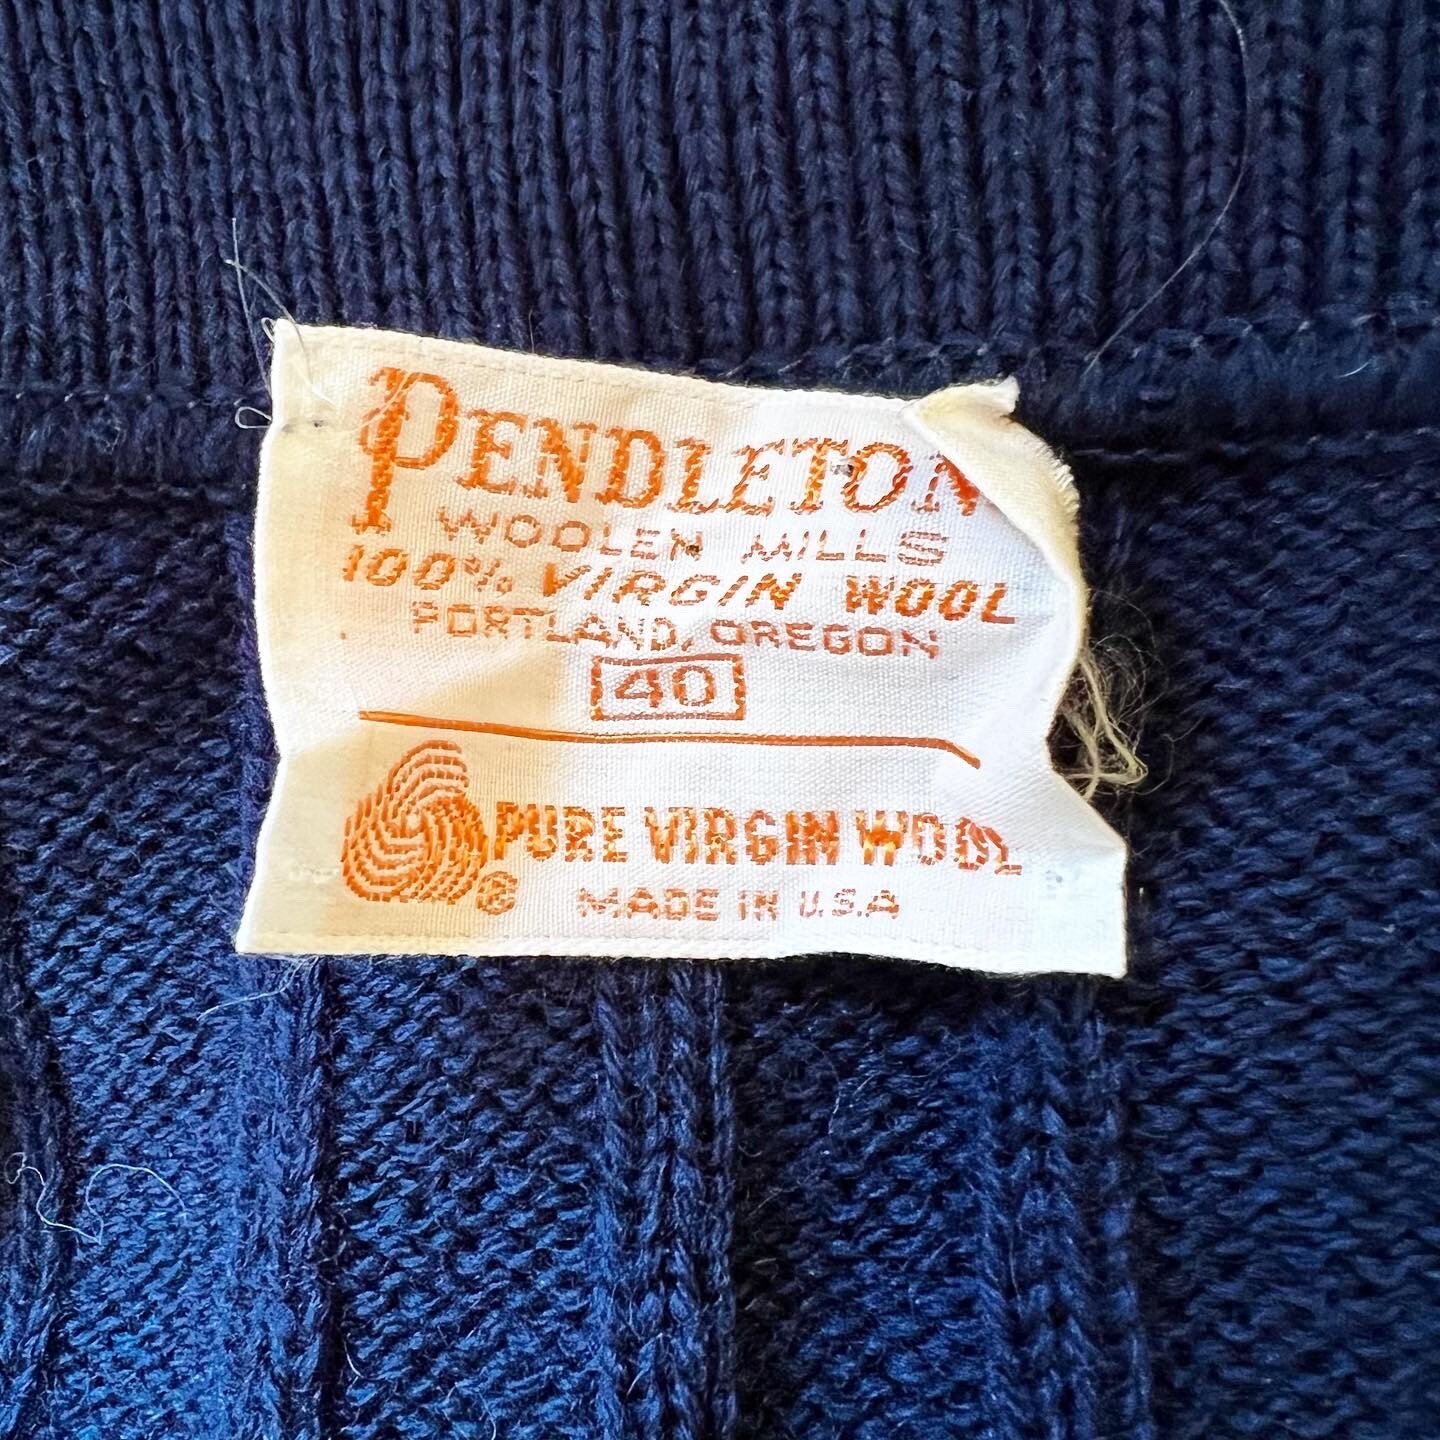 PENDLETON
WOOLEN MILLS
100% VIRGIN WOOL
PORTLAND, OREGON
40
PURE VIRGIN WOOL
® MADE IN U.S.A